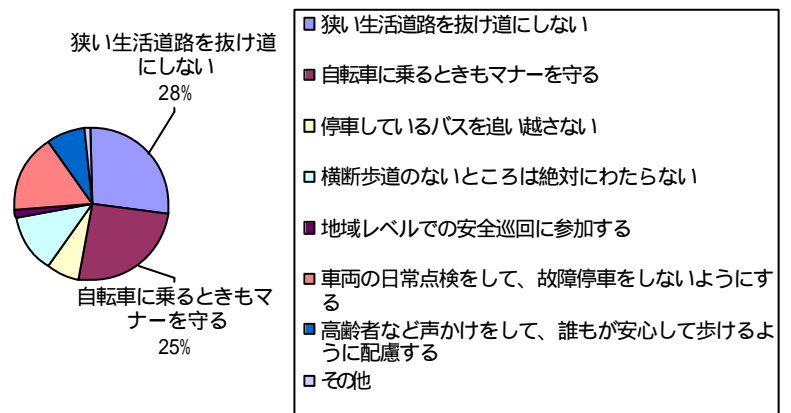 狭い生活道路を抜け道
にしない
28%
自転車に乗るときもマ
ナーを守る
25%
狭い生活道路を抜け道にしない
自転車に乗るときもマナーを守る
停車しているバスを追い越さない
横断歩道のないところは絶対にわたらない
地域レベルでの安全巡回に参加する
車両の日常点検をして、故障停車をしないようにす
る
高齢者など声かけをして、誰もが安心して歩けるよ
うに配慮する
その他